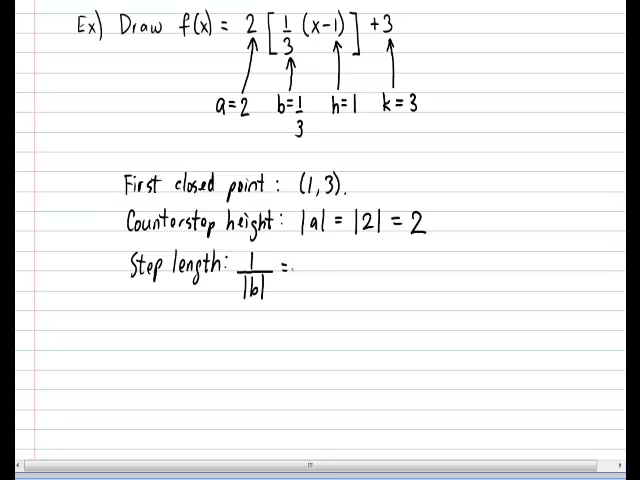 Ex) Draw f(x) = 2 [ 1/3 (x-1) ] + 3
a=2 b=1/3 h=1 k=3
First closed point: (1,3).
Counterstep height: |a| = |2| = 2
Step length: 1/|b| =